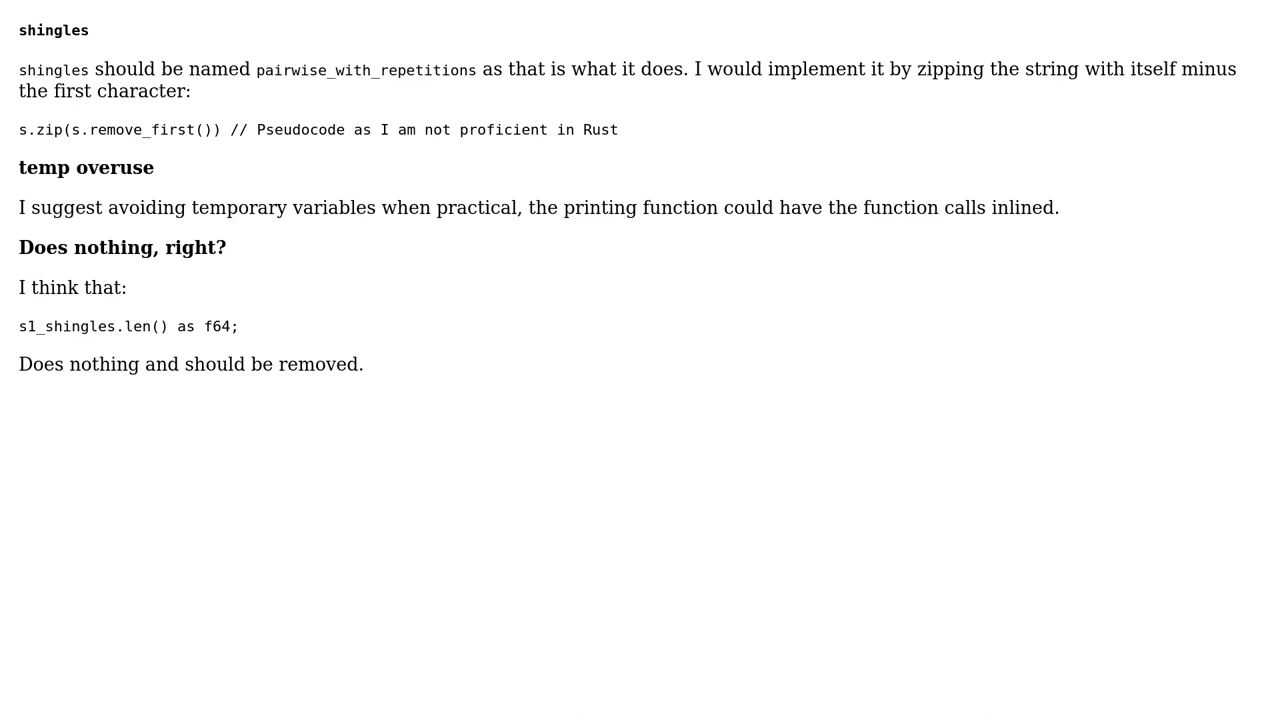 shingles
shingles should be named pairwise_with_repetitions as that is what it does. I would implement it by zipping the string with itself minus
the first character:
s.zip(s.remove_first()) // Pseudocode as I am not proficient in Rust
temp overuse
I suggest avoiding temporary variables when practical, the printing function could have the function calls inlined.
Does nothing, right?
I think that:
s1_shingles.len() as f64;
Does nothing and should be removed.